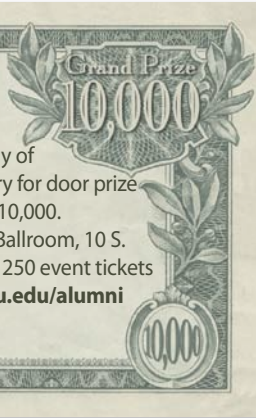 Grand Prize
10,000
y of
ry for door prize
10,000.
Ballroom, 10 S.
250 event tickets
u.edu/alumni
10,000